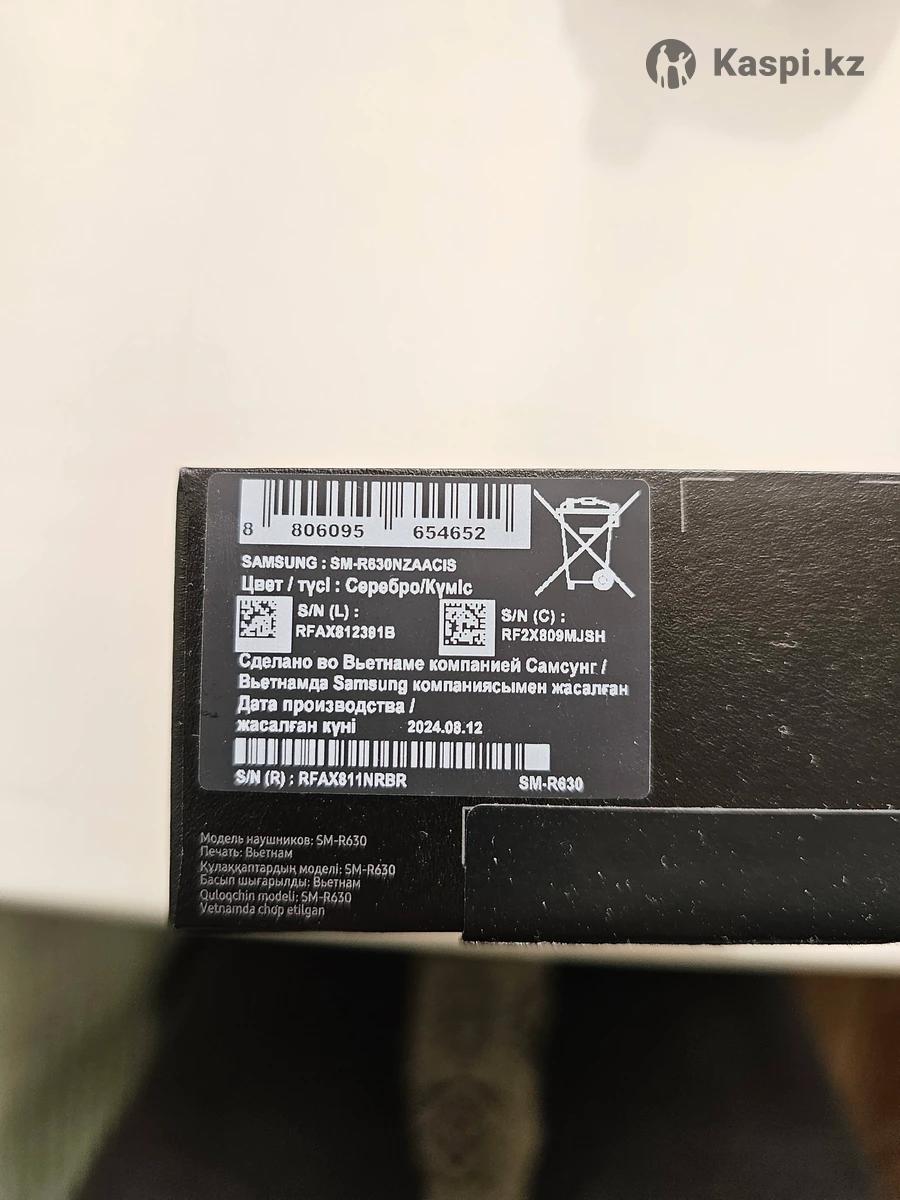 Kaspi.kz
8 806095 654652
SAMSUNG : SM-R630NZAACIS
Цвет / түсі : Серебро/Күміс
S/N (L) :
RFAX812391B
S/N (C) :
RF2X809MJSH
Сделано во Вьетнаме компанией Самсунг /
Вьетнамда Samsung компаниясымен жасалған
Дата производства /
жасалған күні 2024.08.12
S/N (R) : RFAX811NRBR SM-R630
Модель наушников: SM-R630
Печать: Вьетнам
Құлаққаптардың моделі: SM-R630
Басып шығарылды: Вьетнам
Quloqchin modeli: SM-R630
Vetnamda chop etilgan